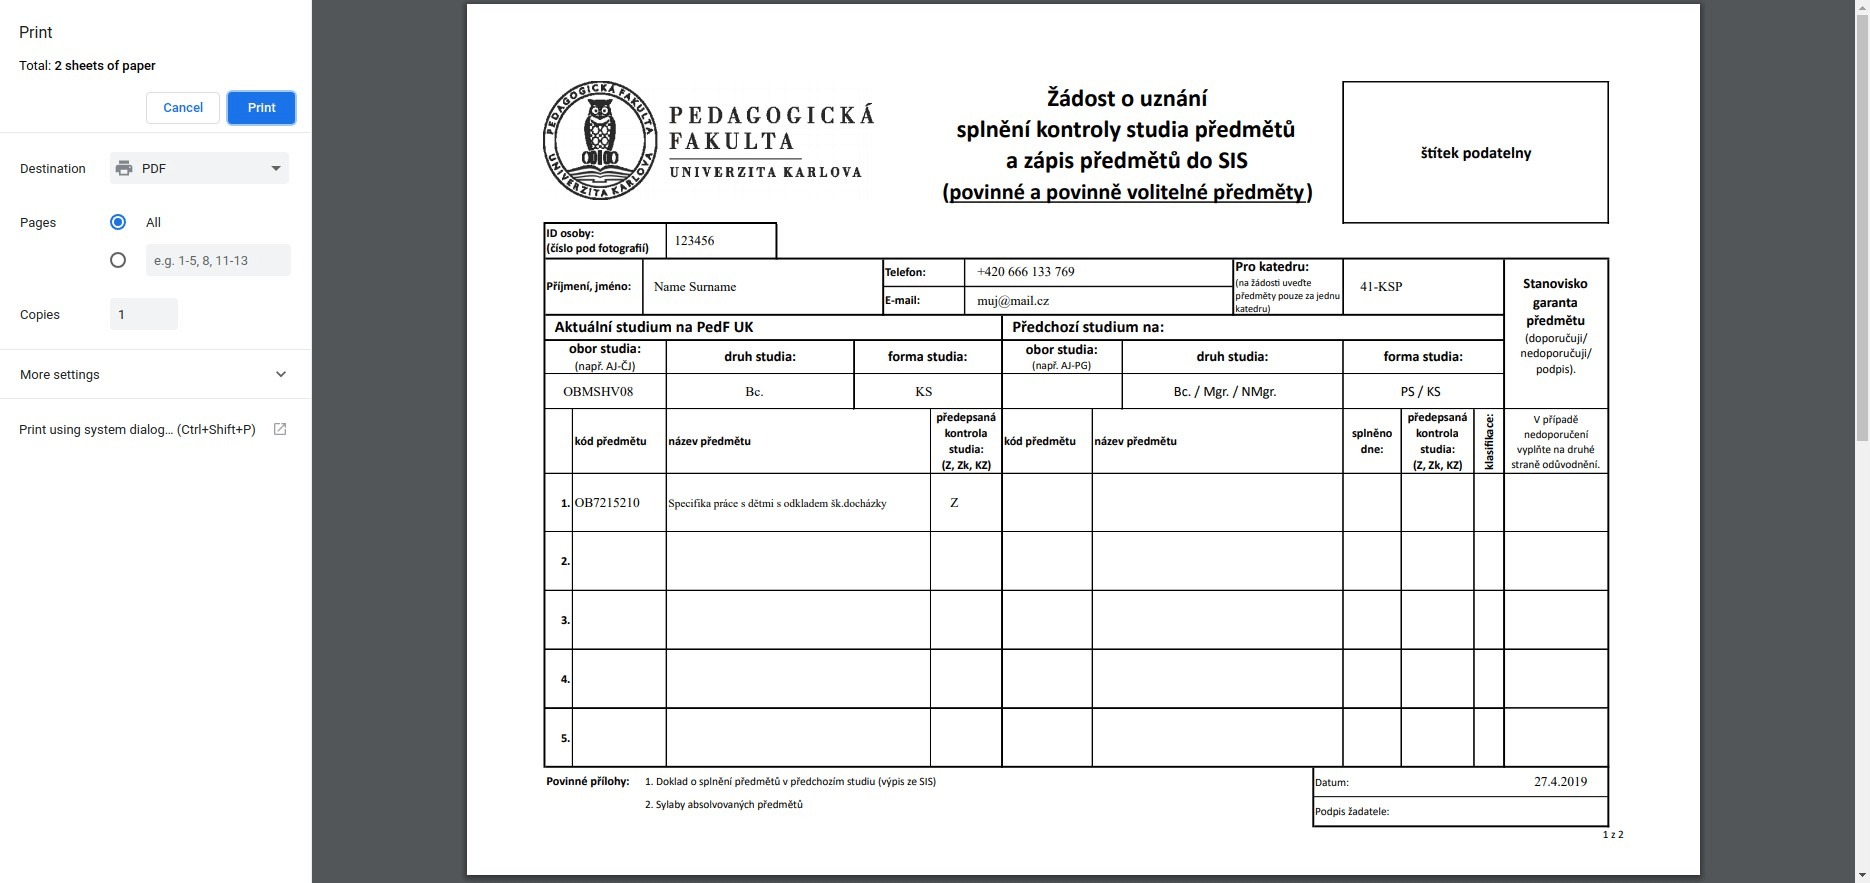 Print
Total: 2 sheets of paper
Cancel
Print
Destination
PDF
Pages
All
e.g. 1-5, 8, 11-13
Copies
1
More settings
Print using system dialog... (Ctrl+Shift+P)
PEDAGOGICKÁ FAKULTA
UNIVERZITA KARLOVA
PEDAGOGICKÁ
FAKULTA
UNIVERZITA KARLOVA
Žádost o uznání
splnění kontroly studia předmětů
a zápis předmětů do SIS
(povinné a povinně volitelné předměty)
štítek podatelny
ID osoby:
(číslo pod fotografií)
123456
Příjmení, jméno:
Name Surname
Telefon:
+420 666 133 769
E-mail:
muj@mail.cz
Pro katedru:
(na žádosti uveďte
předměty pouze za jednu
katedru)
41-KSP
Stanovisko
garanta
předmětu
(doporučuji/
nedoporučuji/
podpis).
Aktuální studium na PedF UK
Předchozí studium na:
obor studia:
(např. AJ-ČJ)
druh studia:
forma studia:
obor studia:
(např. AJ-PG)
druh studia:
forma studia:
OBMSHV08
Bc.
KS
Bc. / Mgr. / NMgr.
PS / KS
kód předmětu
název předmětu
předepsaná
kontrola
studia:
(Z, Zk, KZ)
kód předmětu
název předmětu
splněno
dne:
předepsaná
kontrola
studia:
(Z, Zk, KZ)
klasifikace:
V případě
nedoporučení
vyplňte na druhé
straně odůvodnění.
1. OB7215210 Specifika práce s dětmi s odkladem šk.docházky Z
2.
3.
4.
5.
Povinné přílohy: 1. Doklad o splnění předmětů v předchozím studiu (výpis ze SIS)
2. Sylaby absolvovaných předmětů
Datum: 27.4.2019
Podpis žadatele:
1 z 2